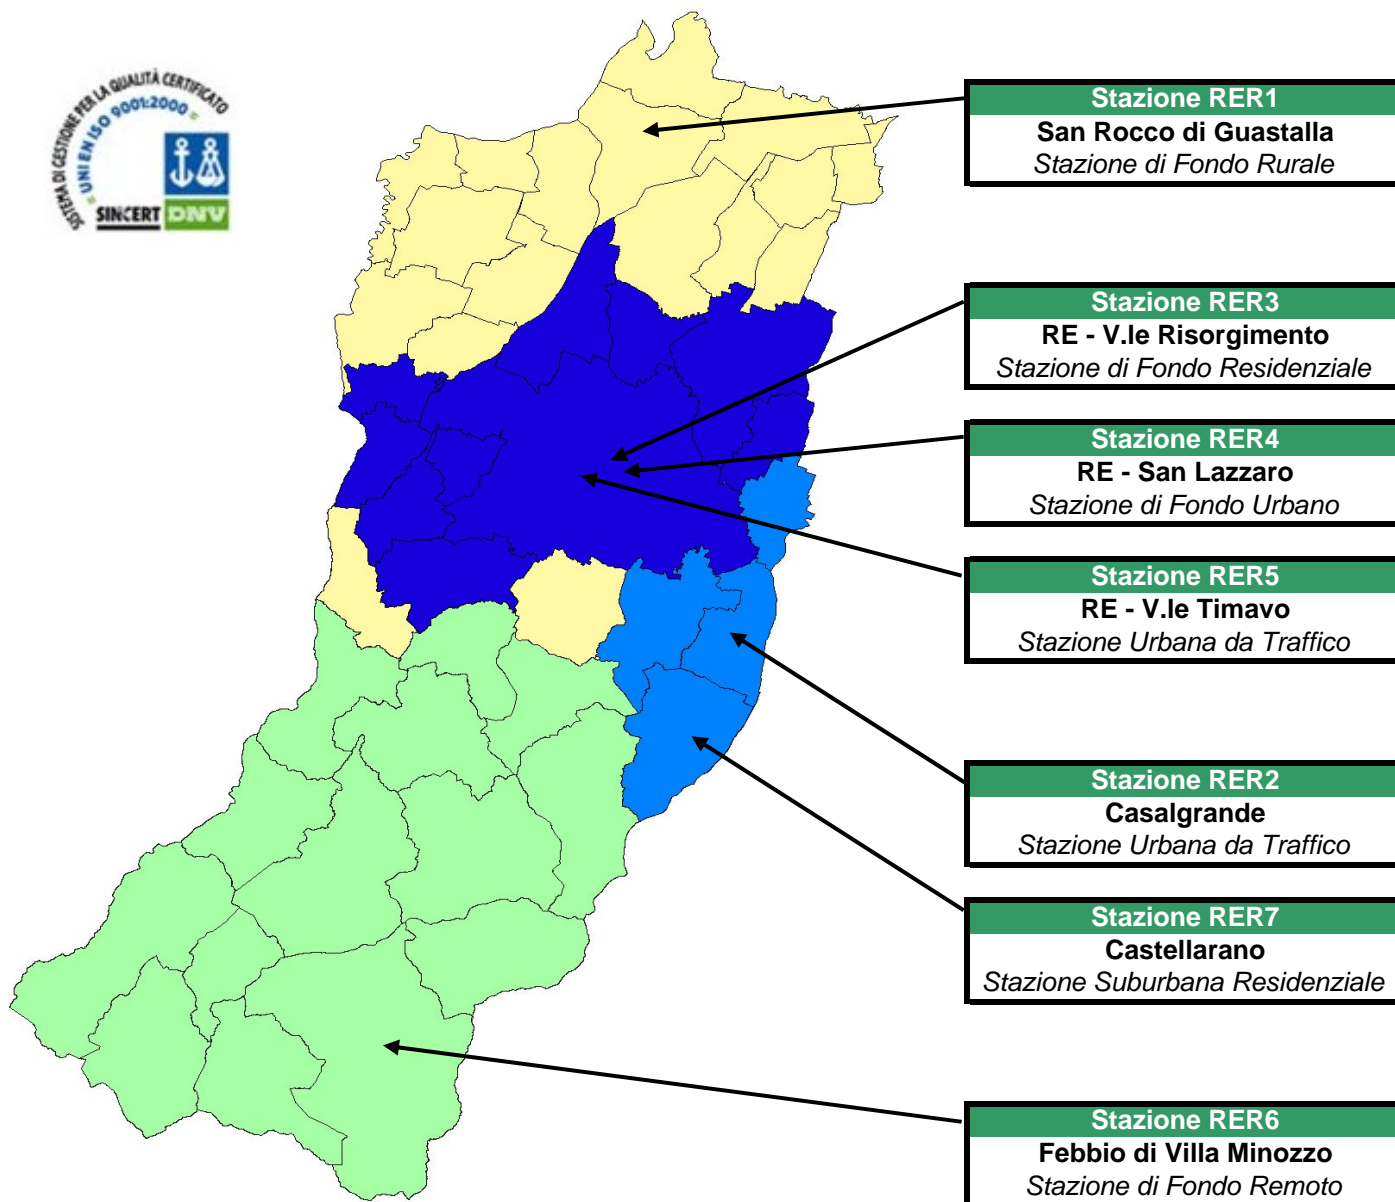 SISTEMA DI GESTIONE PER LA QUALITÀ CERTIFICATO
= UNI EN ISO 9001:2000 =
SINCERT DNV
Stazione RER1
San Rocco di Guastalla
Stazione di Fondo Rurale
Stazione RER3
RE - V.le Risorgimento
Stazione di Fondo Residenziale
Stazione RER4
RE - San Lazzaro
Stazione di Fondo Urbano
Stazione RER5
RE - V.le Timavo
Stazione Urbana da Traffico
Stazione RER2
Casalgrande
Stazione Urbana da Traffico
Stazione RER7
Castellarano
Stazione Suburbana Residenziale
Stazione RER6
Febbio di Villa Minozzo
Stazione di Fondo Remoto